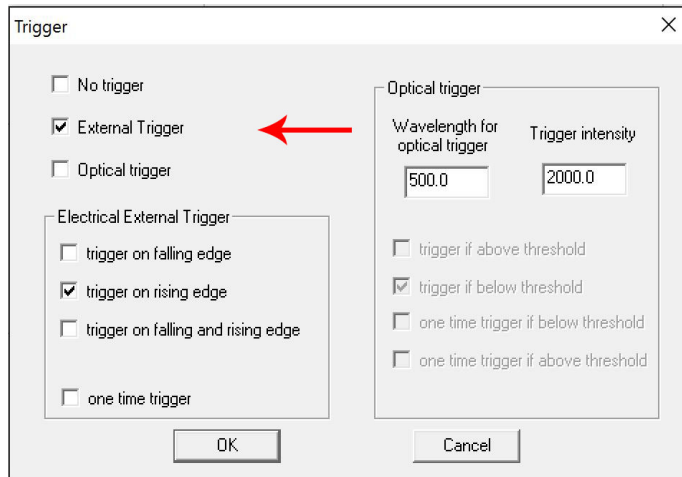 Trigger
No trigger
External Trigger
Optical trigger
Electrical External Trigger
trigger on falling edge
trigger on rising edge
trigger on falling and rising edge
one time trigger
Optical trigger
Wavelength for
optical trigger
Trigger intensity
500.0
2000.0
trigger if above threshold
trigger if below threshold
one time trigger if below threshold
one time trigger if above threshold
OK
Cancel